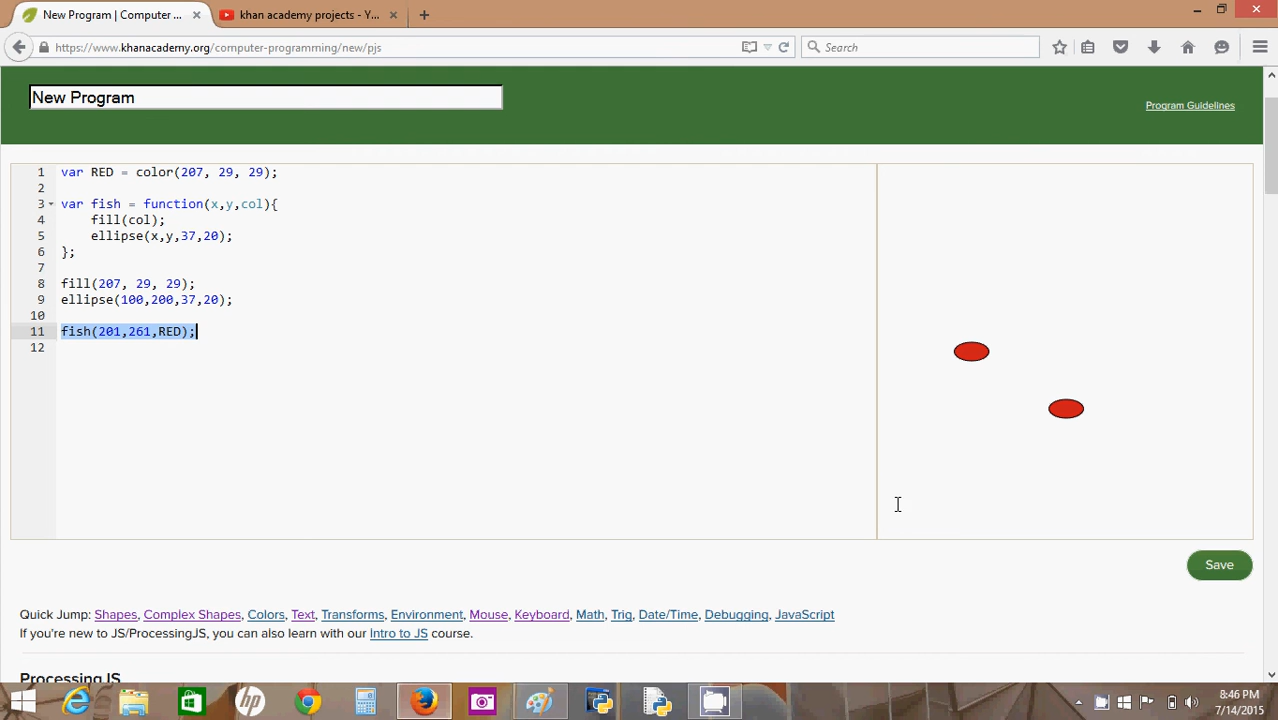 New Program | Computer ...
khan academy projects - Y...
https://www.khanacademy.org/computer-programming/new/pjs
Search
New Program
Program Guidelines
1 var RED = color(207, 29, 29);
2
3 var fish = function(x,y,col){
4 fill(col);
5 ellipse(x,y,37,20);
6 };
7
8 fill(207, 29, 29);
9 ellipse(100,200,37,20);
10
11 fish(201,261,RED);
12
Save
Quick Jump: Shapes, Complex Shapes, Colors, Text, Transforms, Environment, Mouse, Keyboard, Math, Trig, Date/Time, Debugging, JavaScript
If you're new to JS/ProcessingJS, you can also learn with our Intro to JS course.
ProcessingJS
hp
8:46 PM
7/14/2015